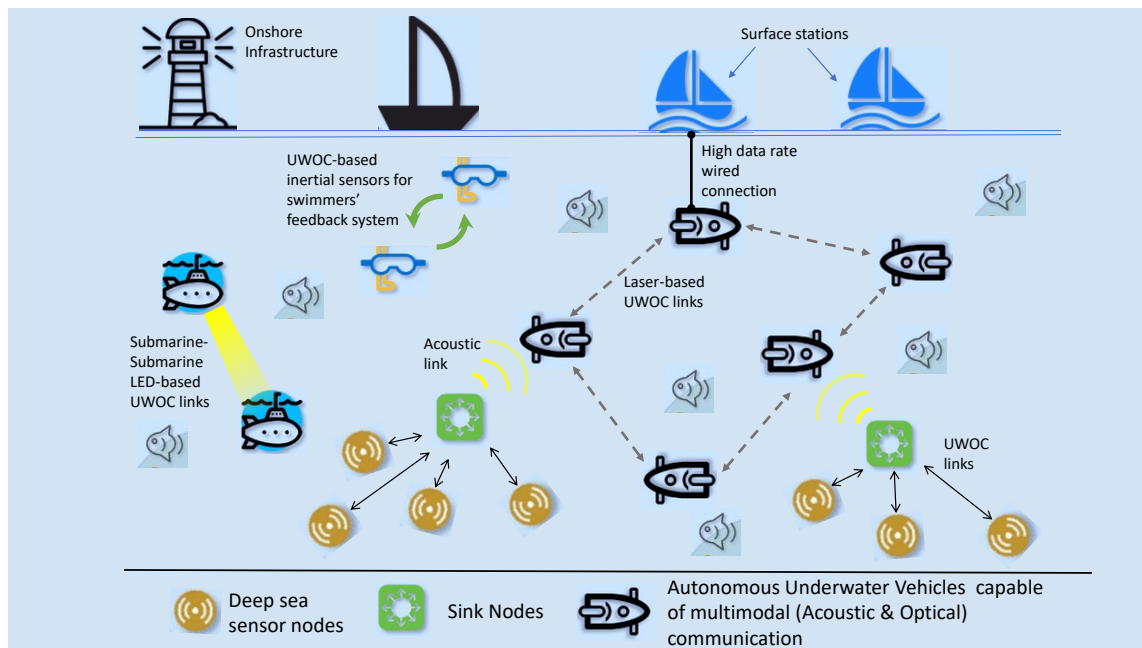 Onshore
Infrastructure
Surface stations
UWOC-based
inertial sensors for
swimmers'
feedback system
High data rate
wired
connection
Laser-based
UWOC links
Submarine-
Submarine
LED-based
UWOC links
Acoustic
link
UWOC
links
Deep sea
sensor nodes
Sink Nodes
Autonomous Underwater Vehicles capable
of multimodal (Acoustic & Optical)
communication